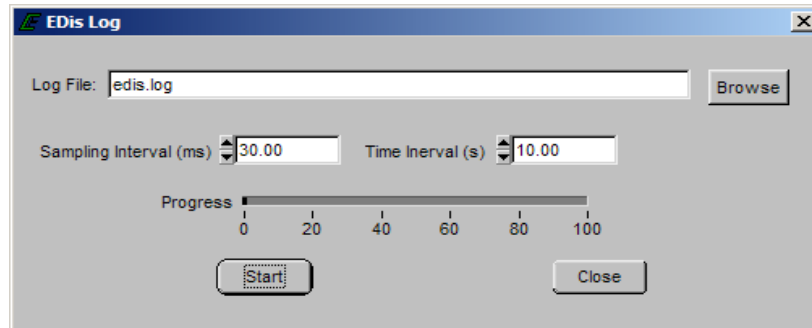 EDis Log
Log File: edis.log Browse
Sampling Interval (ms) 30.00 Time Inerval (s) 10.00
Progress
0 20 40 60 80 100
Start Close